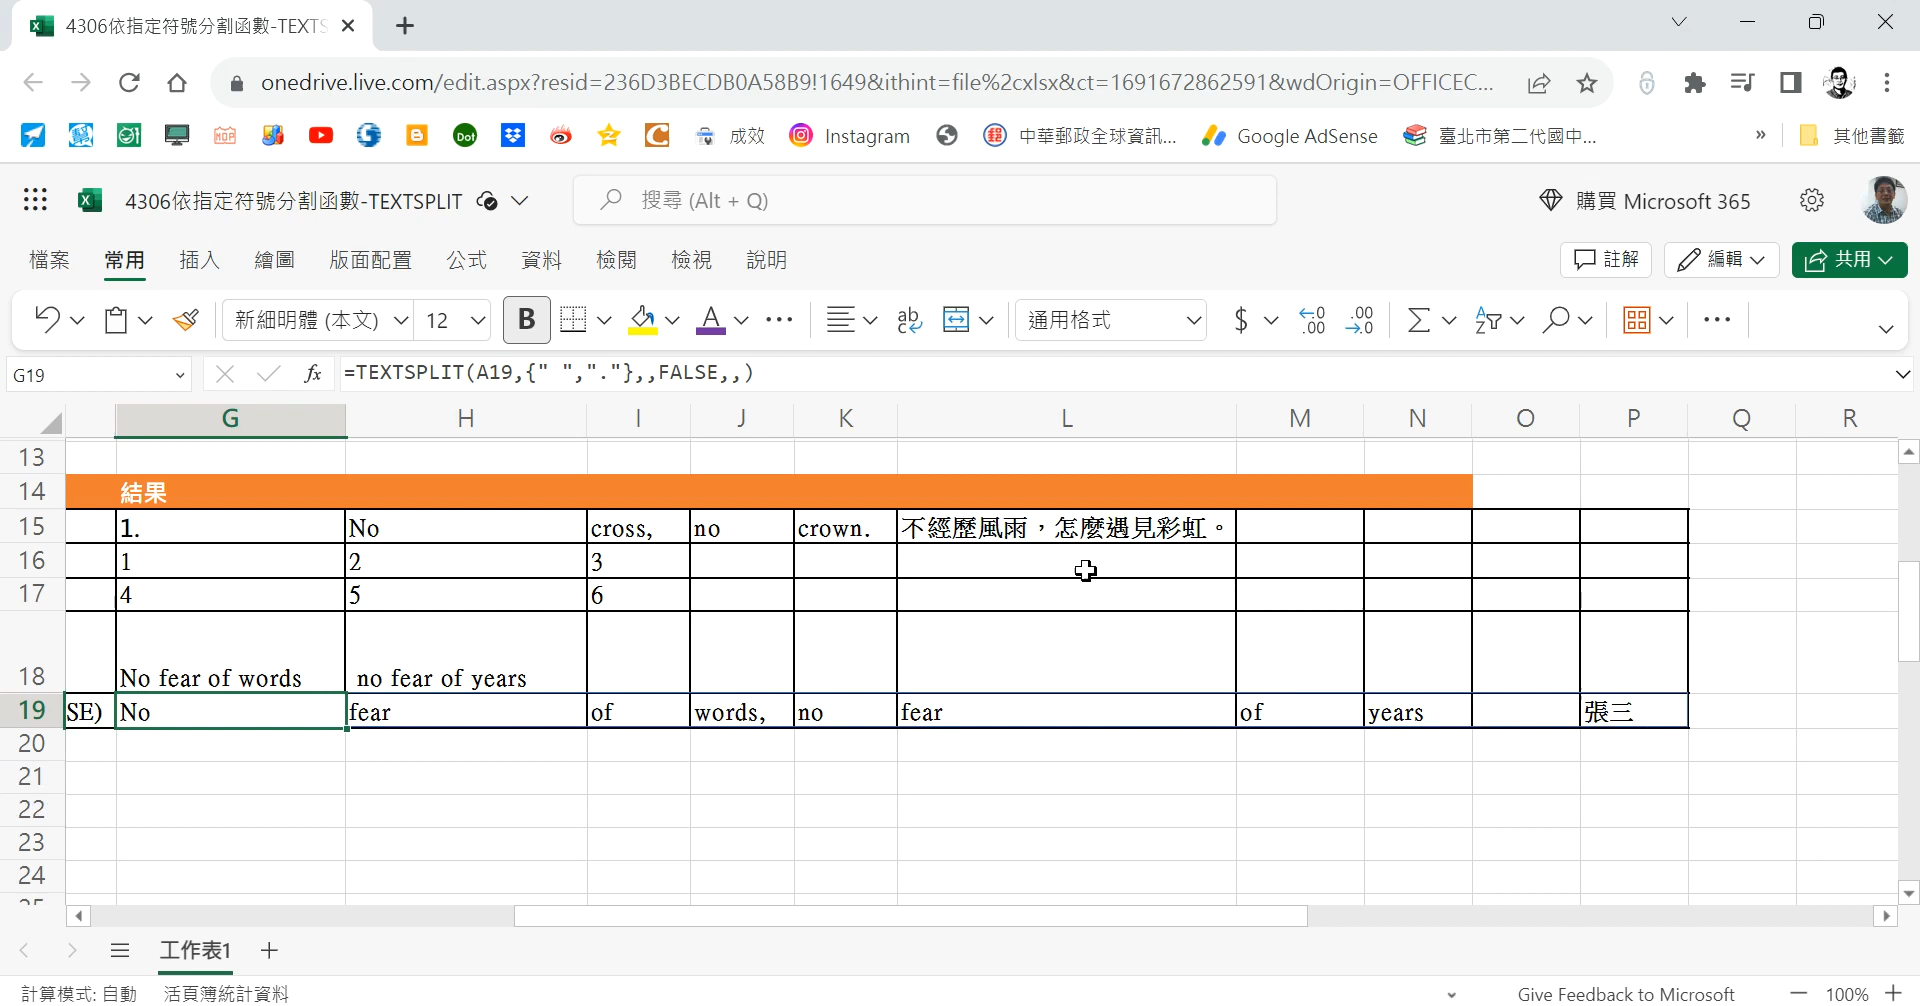 4306依指定符號分割函數-TEXTS
onedrive.live.com/edit.aspx?resid=236D3BECDB0A58B9!1649&ithint=file%2cxlsx&ct=1691672862591&wdOrigin=OFFICEC...
成效 Instagram 中華郵政全球資訊... Google AdSense 臺北市第二代國中... » 其他書籤
4306依指定符號分割函數-TEXTSPLIT 搜尋 (Alt + Q) 購買 Microsoft 365
檔案 常用 插入 繪圖 版面配置 公式 資料 檢閱 檢視 說明 註解 編輯 共用
新細明體 (本文) 12 B 通用格式
G19 fx =TEXTSPLIT(A19,{" ","."},,FALSE,,)
G H I J K L M N O P Q R
13
14 結果
15 1. No cross, no crown. 不經歷風雨，怎麼遇見彩虹。
16 1 2 3
17 4 5 6
18 No fear of words no fear of years
19 SE) No fear of words, no fear of years 張三
20
21
22
23
24
工作表1
計算模式: 自動 活頁簿統計資料 Give Feedback to Microsoft 100%